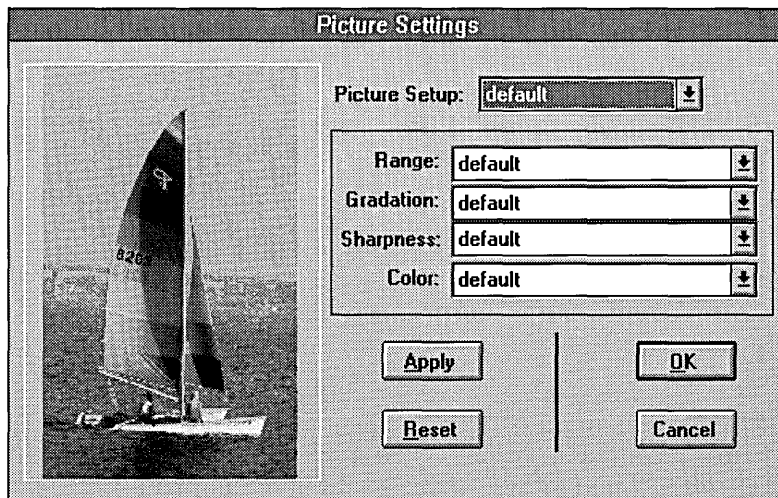 Picture Settings
Picture Setup: default
Range: default
Gradation: default
Sharpness: default
Color: default
Apply
OK
Reset
Cancel